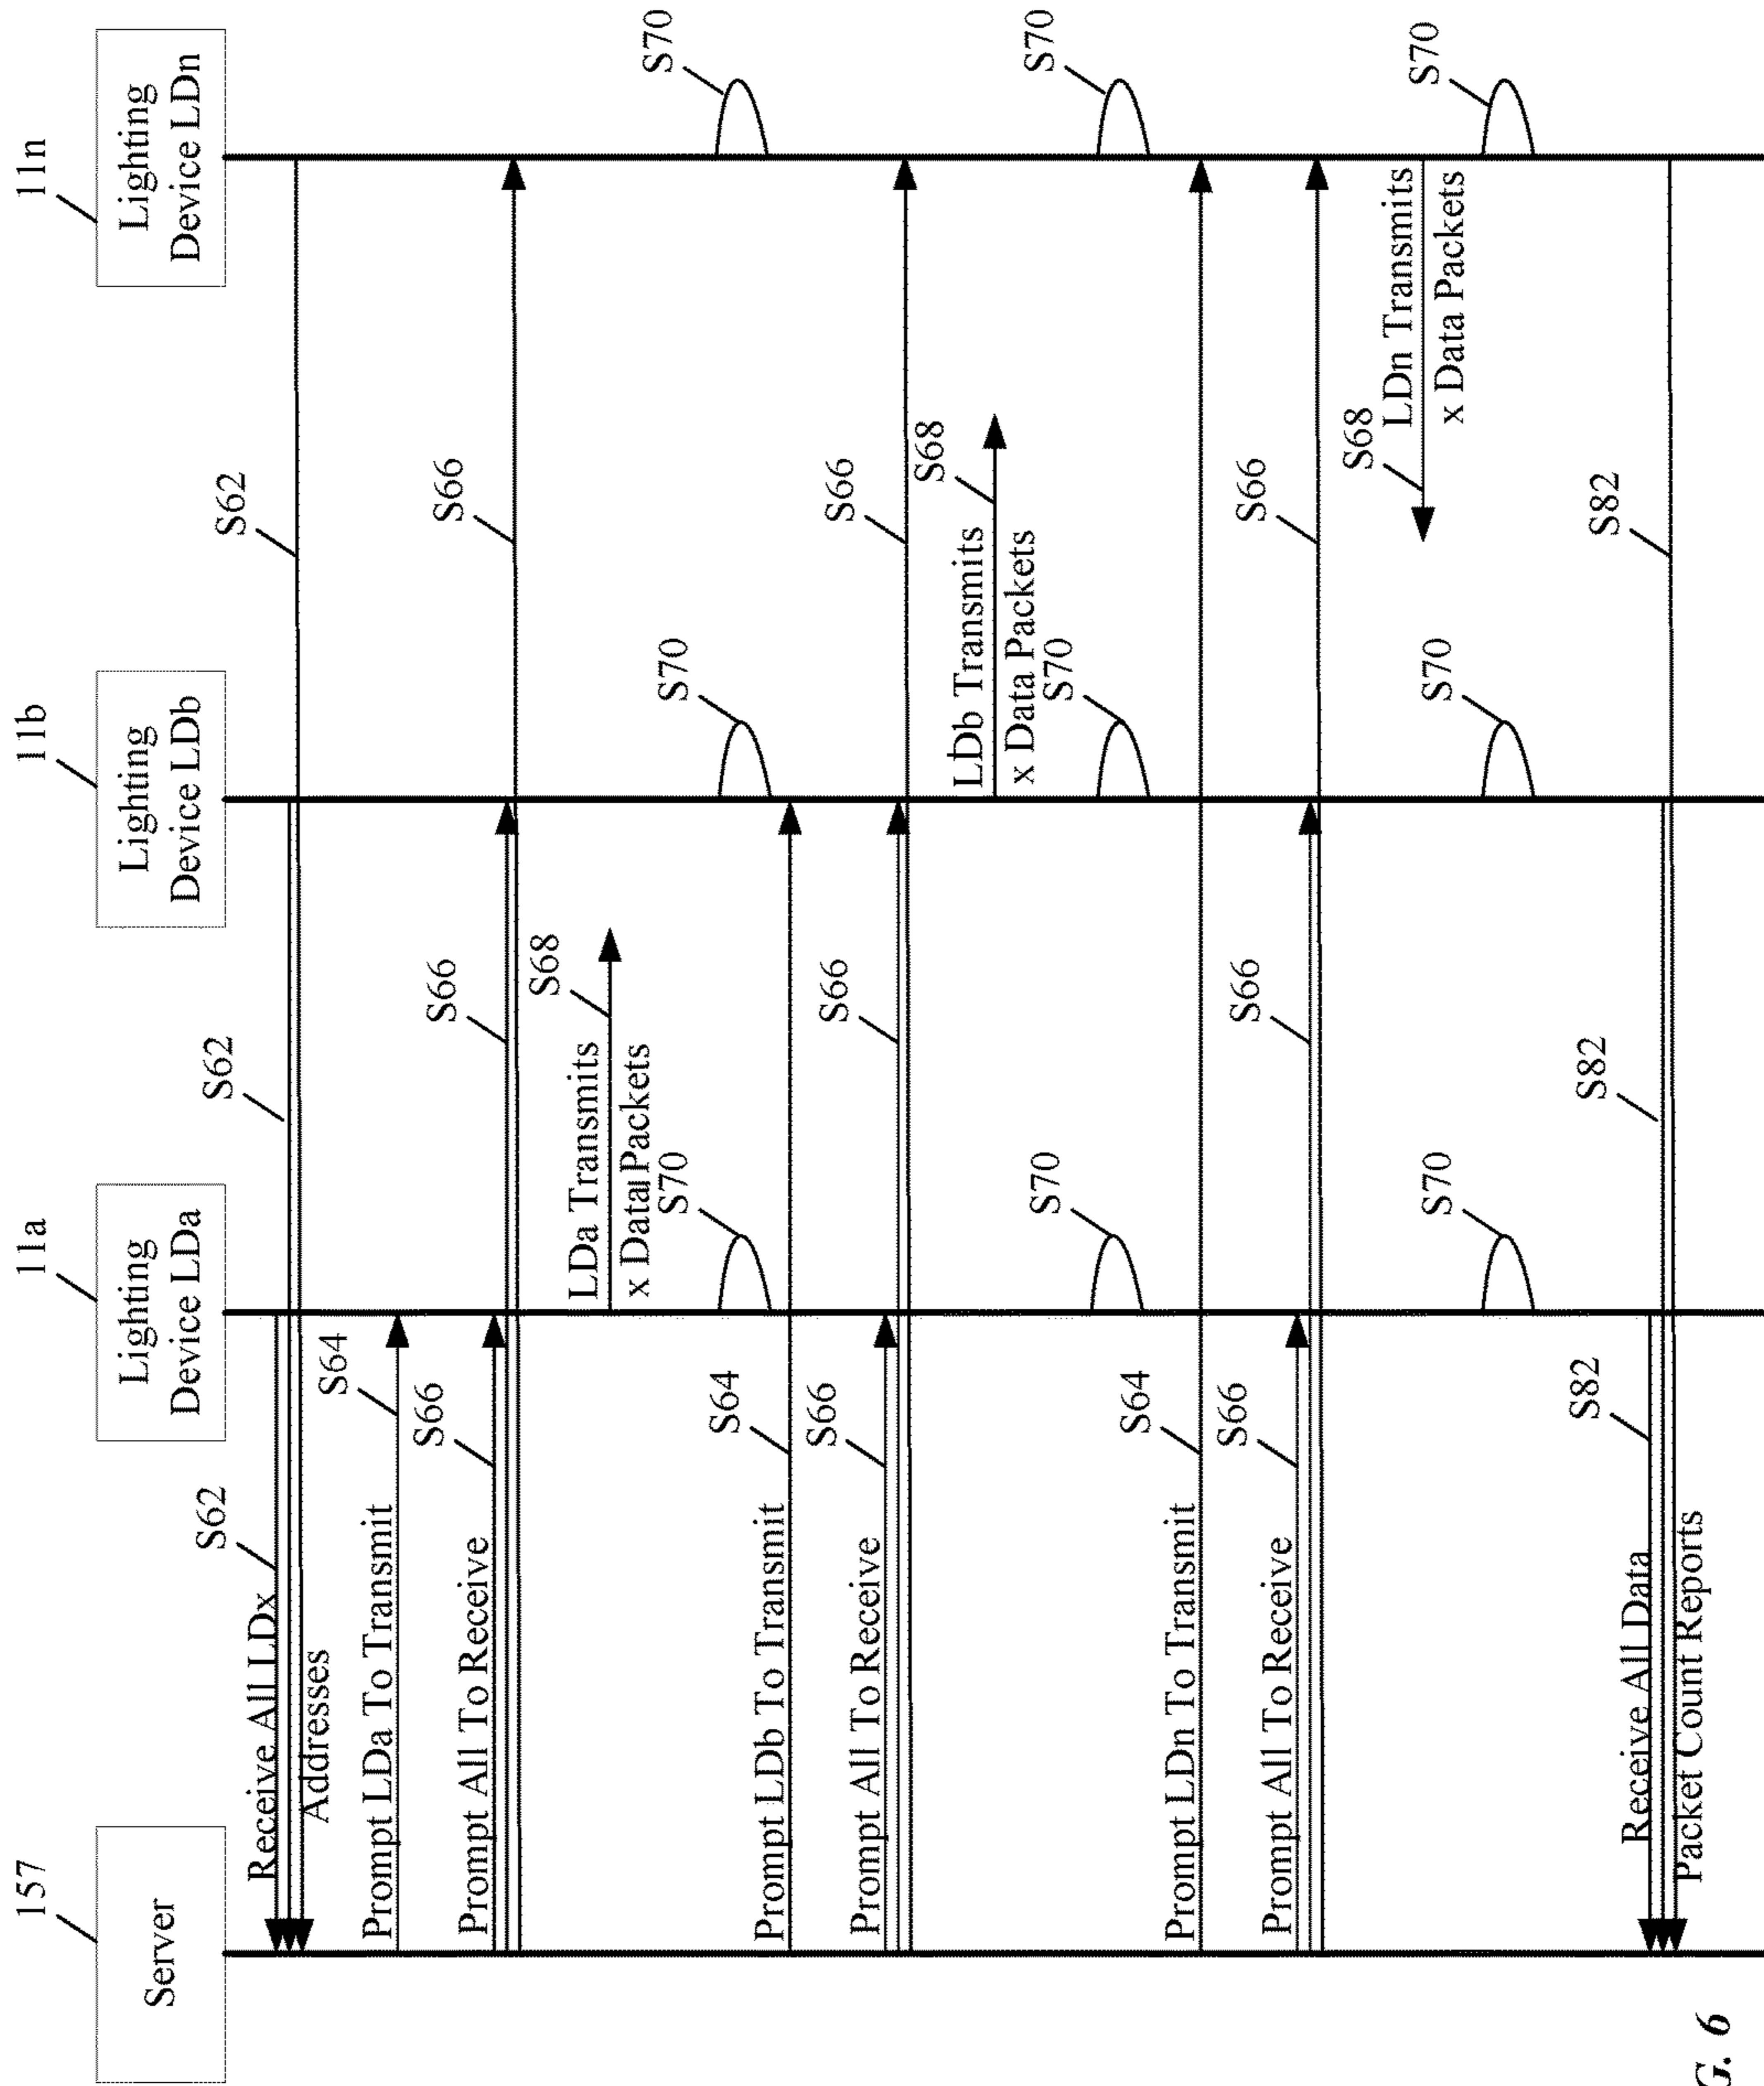 157
Server
11a
Lighting
Device LDa
11b
Lighting
Device LDb
11n
Lighting
Device LDn
S62
S62
S62
Receive All LDx
Addresses
S64
Prompt LDa To Transmit
S66
S66
S66
Prompt All To Receive
S68
LDa Transmits
x Data Packets
S70
S70
S70
S64
Prompt LDb To Transmit
S66
S66
S66
Prompt All To Receive
S68
LDb Transmits
x Data Packets
S70
S70
S70
S64
Prompt LDn To Transmit
S66
S66
S66
Prompt All To Receive
S68
LDn Transmits
x Data Packets
S70
S70
S70
S82
S82
S82
Receive All Data
Packet Count Reports
G. 6